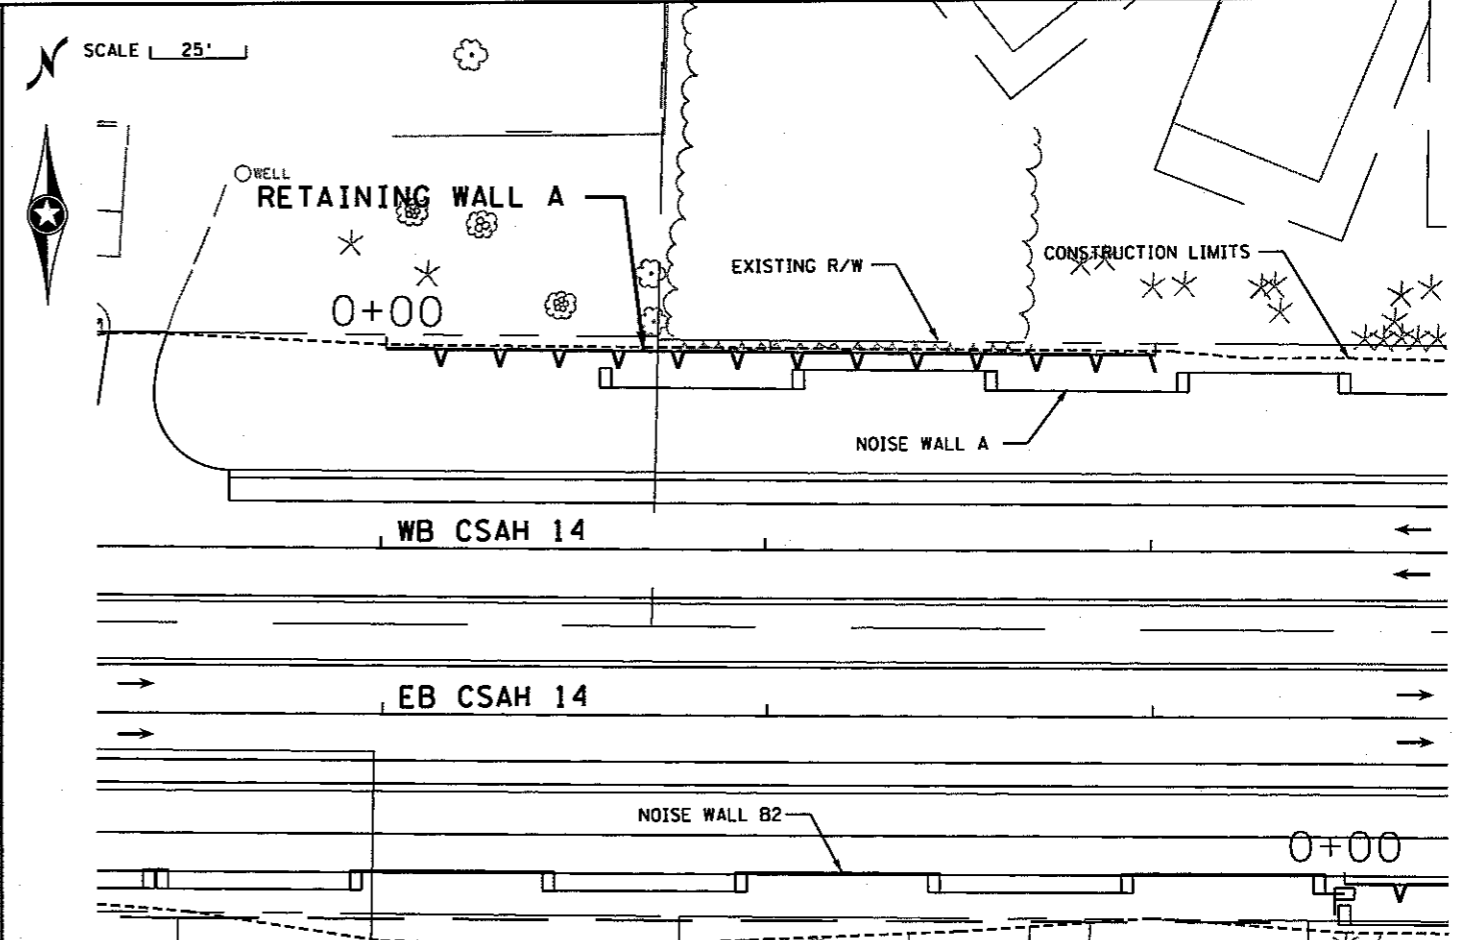 N SCALE 25'
WELL
RETAINING WALL A
EXISTING R/W
CONSTRUCTION LIMITS
0+00
NOISE WALL A
WB CSAH 14
EB CSAH 14
NOISE WALL B2
0+00